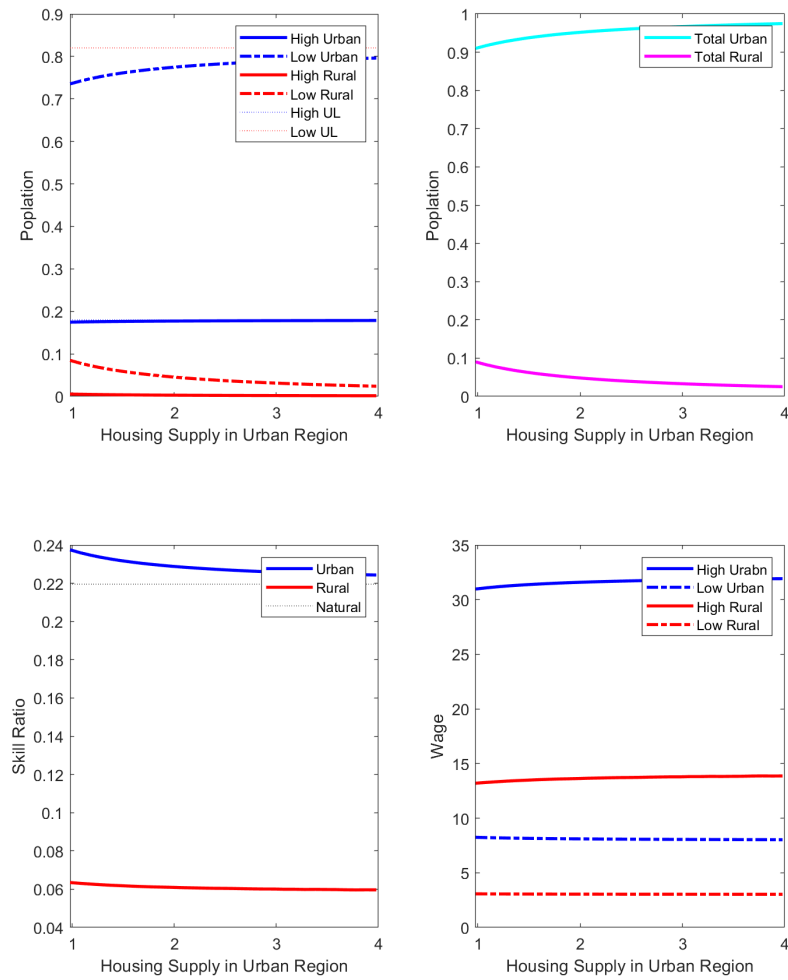 0.9
0.8
0.7
0.6
0.5
0.4
0.3
0.2
0.1
0
Poplation
High Urban
Low Urban
High Rural
Low Rural
High UL
Low UL
1 2 3 4
Housing Supply in Urban Region
1
0.9
0.8
0.7
0.6
0.5
0.4
0.3
0.2
0.1
0
Poplation
Total Urban
Total Rural
1 2 3 4
Housing Supply in Urban Region
0.24
0.22
0.2
0.18
0.16
0.14
0.12
0.1
0.08
0.06
0.04
Skill Ratio
Urban
Rural
Natural
1 2 3 4
Housing Supply in Urban Region
35
30
25
20
15
10
5
0
Wage
High Urabn
Low Urban
High Rural
Low Rural
1 2 3 4
Housing Supply in Urban Region